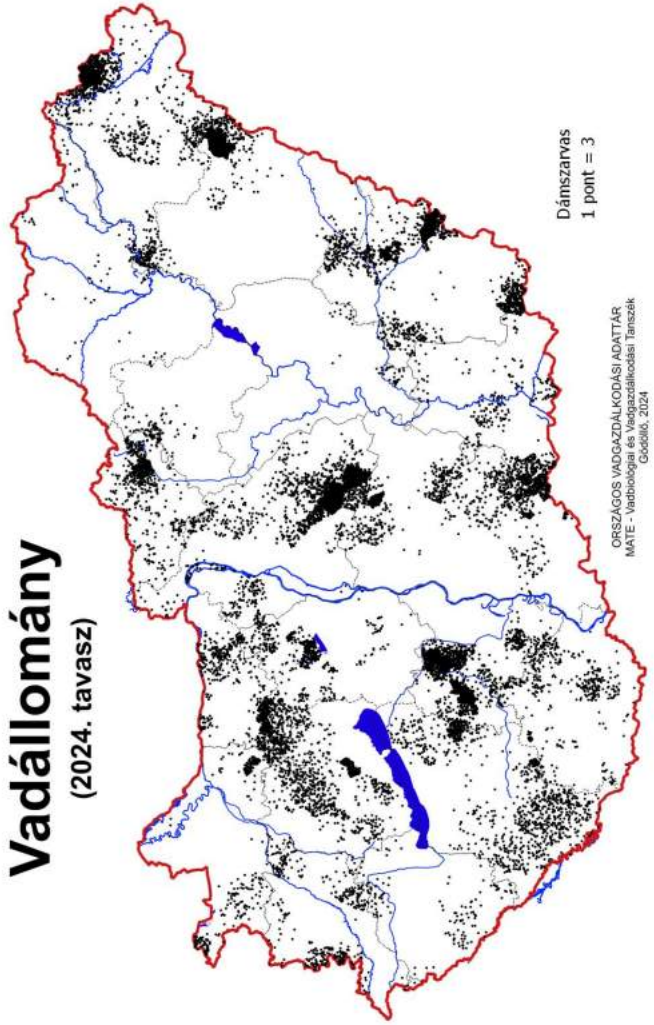 Vadállomány
(2024. tavasz)
Dámszarvas
1 pont = 3
ORSZÁGOS VADGAZDÁLKODÁSI ADATTÁR
MATE - Vadbiológiai és Vadgazdálkodási Tanszék
Gödöllő, 2024